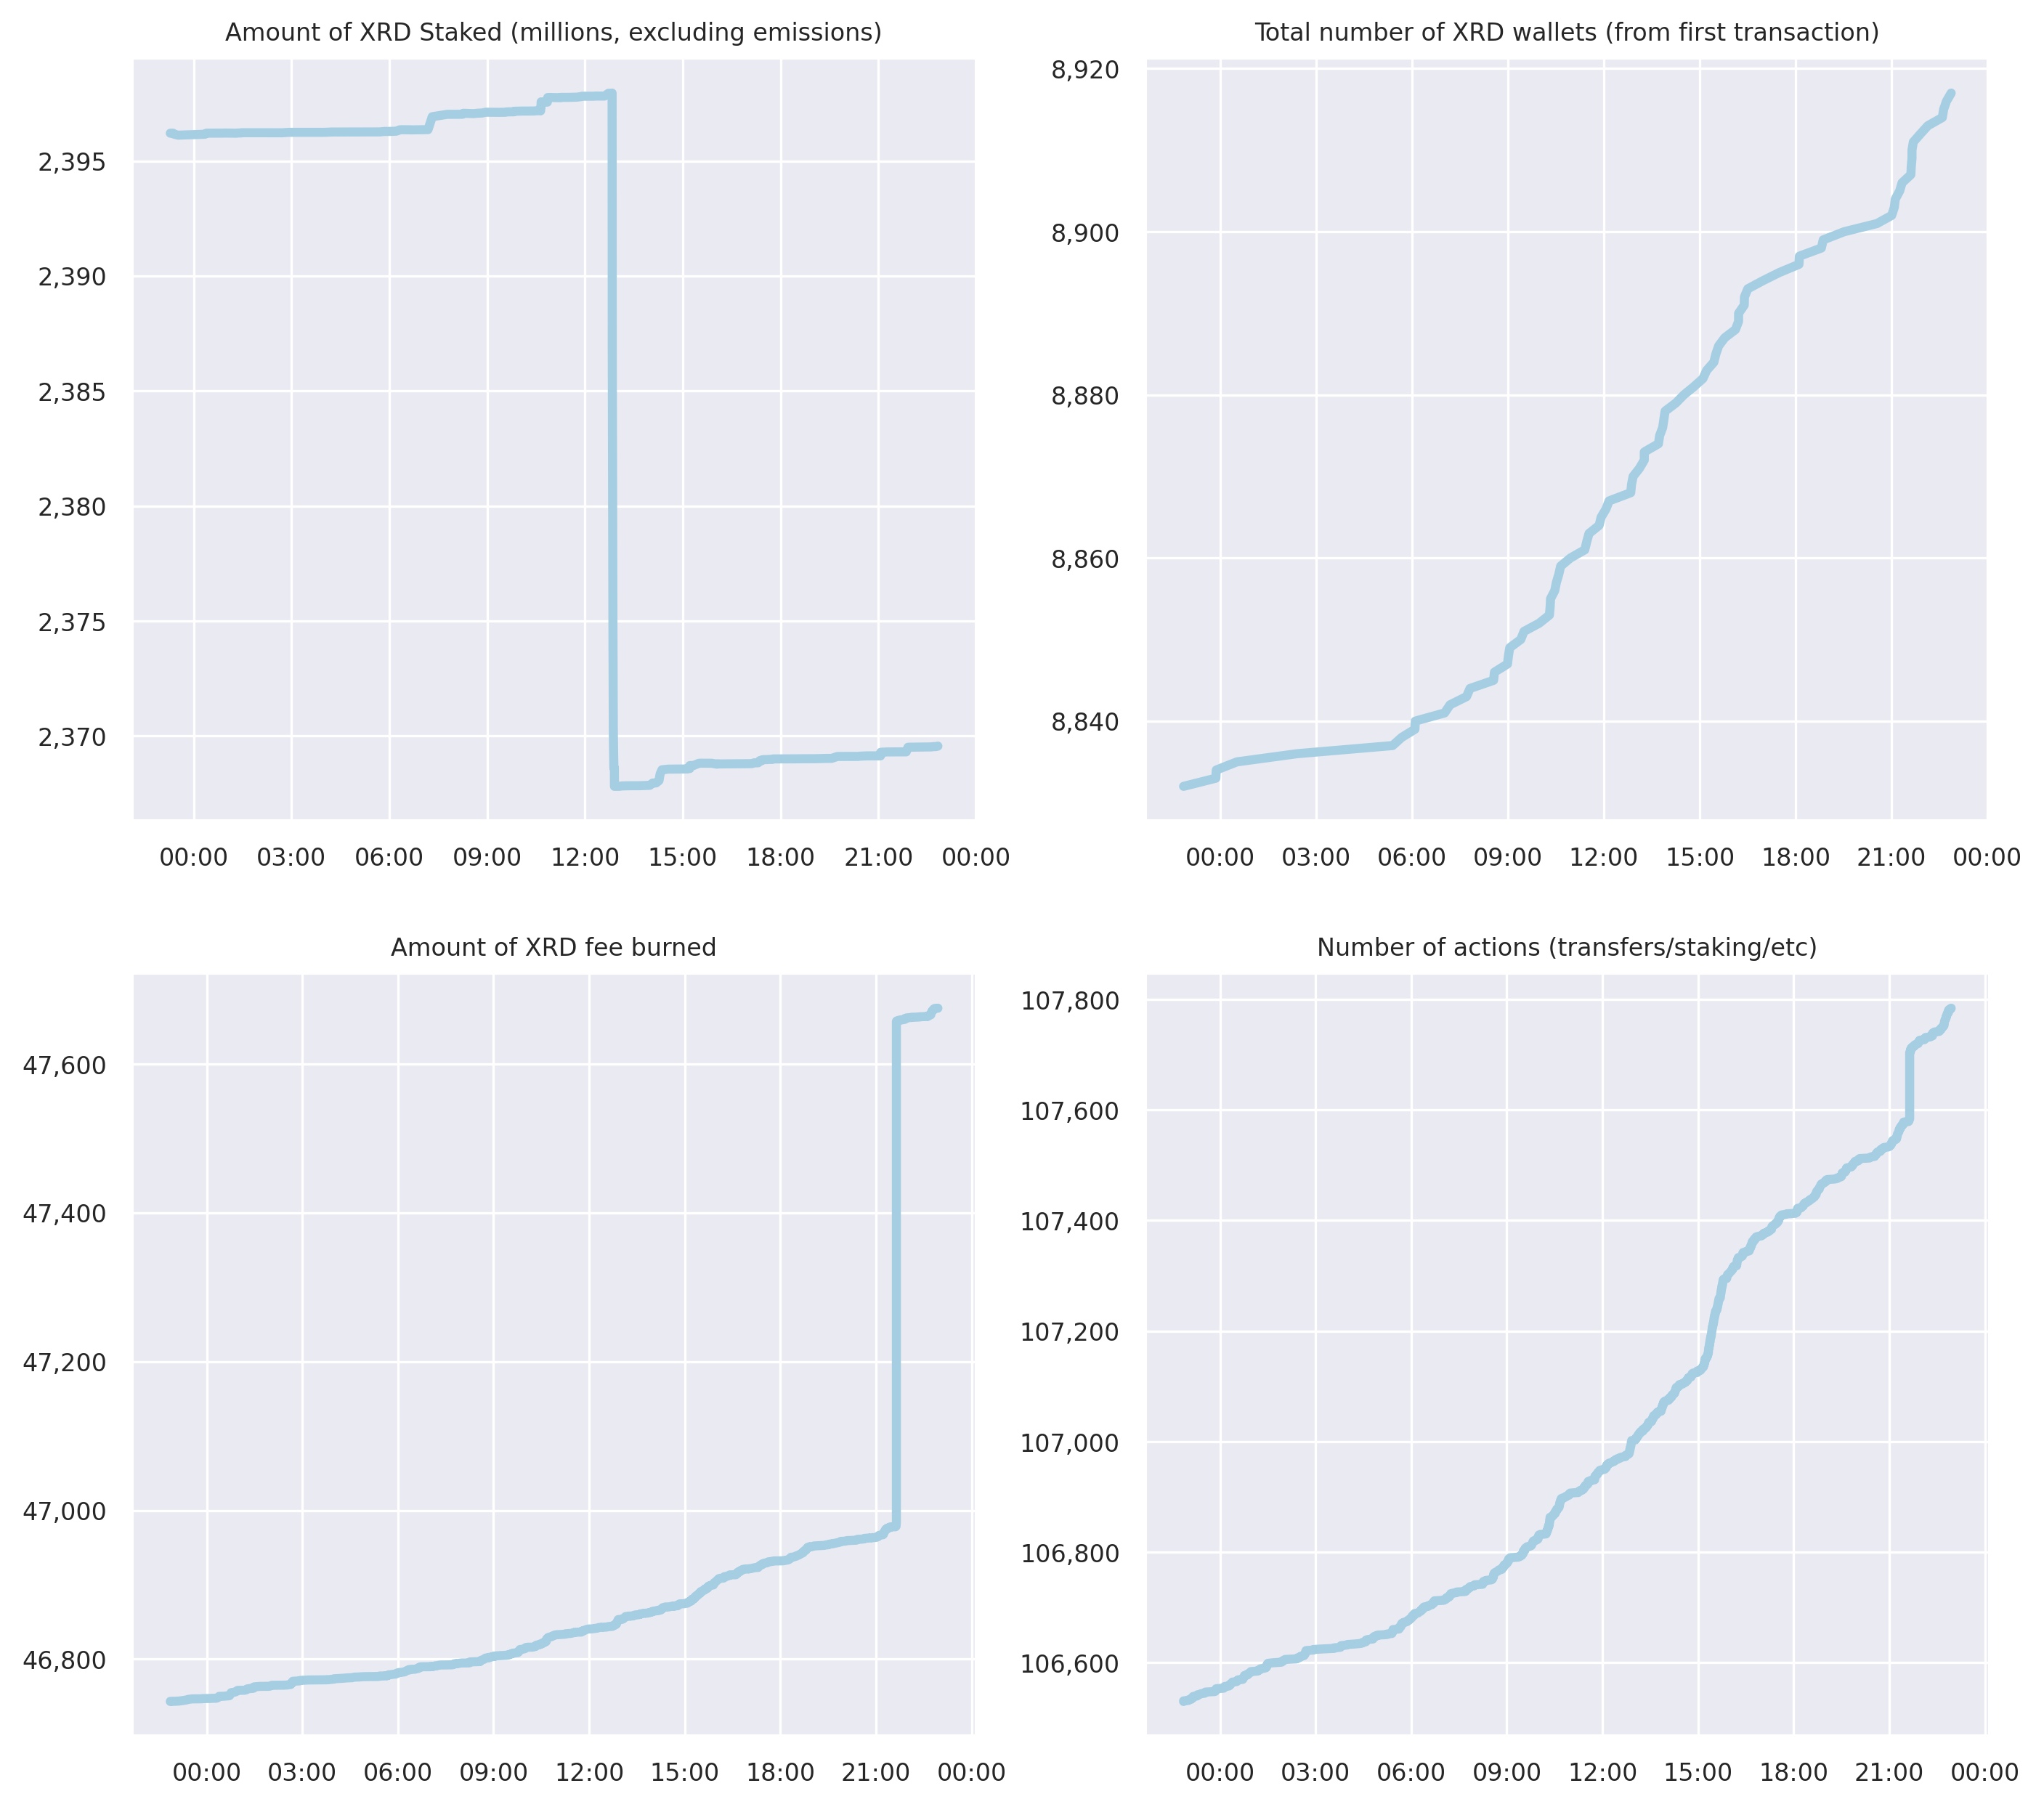 Amount of XRD Staked (millions, excluding emissions)
2,395
2,390
2,385
2,380
2,375
2,370
00:00 03:00 06:00 09:00 12:00 15:00 18:00 21:00 00:00
Total number of XRD wallets (from first transaction)
8,920
8,900
8,880
8,860
8,840
00:00 03:00 06:00 09:00 12:00 15:00 18:00 21:00 00:00
Amount of XRD fee burned
47,600
47,400
47,200
47,000
46,800
00:00 03:00 06:00 09:00 12:00 15:00 18:00 21:00 00:00
Number of actions (transfers/staking/etc)
107,800
107,600
107,400
107,200
107,000
106,800
106,600
00:00 03:00 06:00 09:00 12:00 15:00 18:00 21:00 00:00